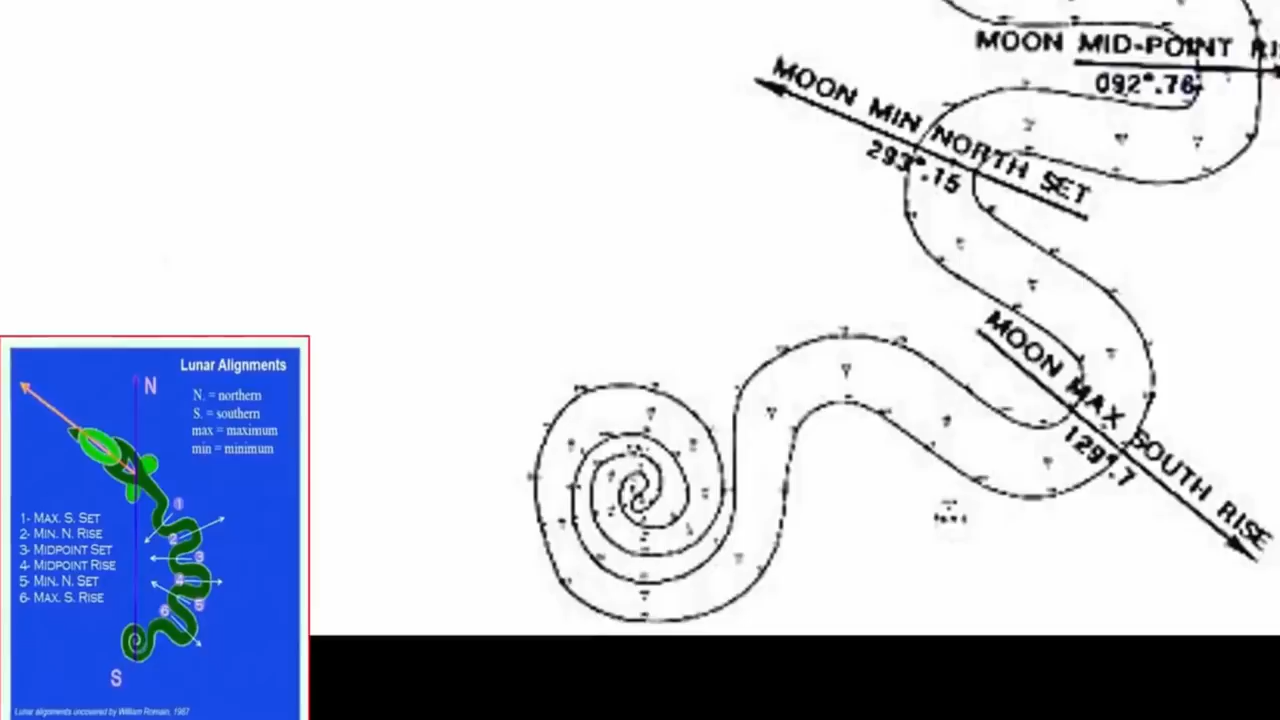 MOON MID-POINT RI
092°.76
MOON MIN NORTH SET
293°.15
MOON MAX SOUTH RISE
129°.7
Lunar Alignments
N
N. = northern
S. = southern
max = maximum
min = minimum
1
1- MAX. S. SET
2- MIN. N. RISE
3- MIDPOINT SET
4- MIDPOINT RISE
5- MIN. N. SET
6- MAX. S. RISE
2
3
4
5
6
S
Lunar alignments uncovered by William Romain, 1987